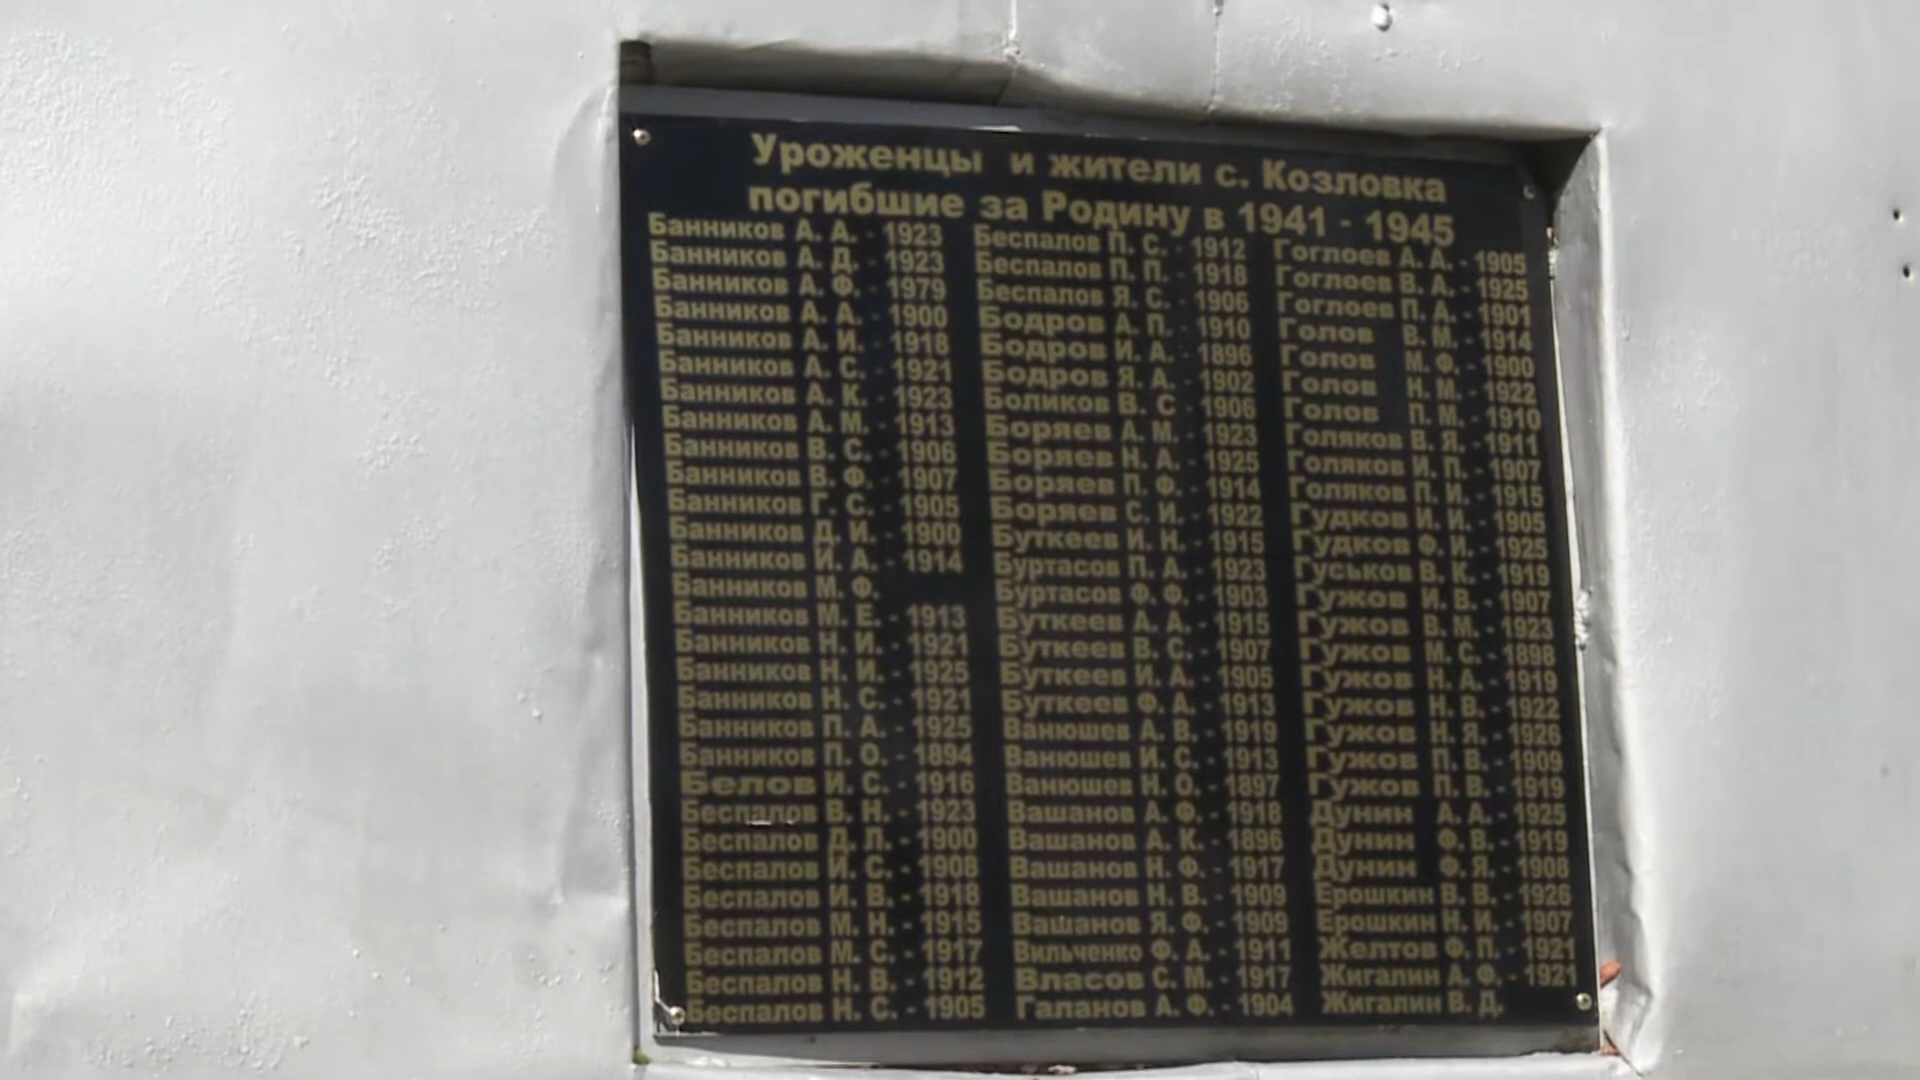 Уроженцы и жители с. Козловка
погибшие за Родину в 1941 - 1945
Банников А. А. - 1923
Банников А. Д. - 1923
Банников А. Ф. - 1979
Банников А. А. - 1900
Банников А. И. - 1918
Банников А. С. - 1921
Банников А. К. - 1923
Банников А. М. - 1913
Банников В. С. - 1906
Банников В. Ф. - 1907
Банников Г. С. - 1905
Банников Д. И. - 1900
Банников И. А. - 1914
Банников М. Ф.
Банников М. Е. - 1913
Банников Н. И. - 1921
Банников Н. И. - 1925
Банников Н. С. - 1921
Банников П. А. - 1925
Банников П. О. - 1894
Белов И. С. - 1916
Беспалов В. Н. - 1923
Беспалов Д. Л. - 1900
Беспалов И. С. - 1908
Беспалов И. В. - 1918
Беспалов М. Н. - 1915
Беспалов М. С. - 1917
Беспалов Н. В. - 1912
Беспалов Н. С. - 1905
Беспалов П. С. - 1912
Беспалов П. П. - 1918
Беспалов Я. С. - 1906
Бодров А. П. - 1910
Бодров И. А. - 1896
Бодров Я. А. - 1902
Боликов В. С - 1906
Боряев А. М. - 1923
Боряев Н. А. - 1925
Боряев П. Ф. - 1914
Боряев С. И. - 1922
Буткеев И. Н. - 1915
Буртасов П. А. - 1923
Буртасов Ф. Ф. - 1903
Буткеев А. А. - 1915
Буткеев В. С. - 1907
Буткеев И. А. - 1905
Буткеев Ф. А. - 1913
Ванюшев А. В. - 1919
Ванюшев И. С. - 1913
Ванюшев Н. О. - 1897
Вашанов А. Ф. - 1918
Вашанов А. К. - 1896
Вашанов Н. Ф. - 1917
Вашанов Н. В. - 1909
Вашанов Я. Ф. - 1909
Вильченко Ф. А. - 1911
Власов С. М. - 1917
Галанов А. Ф. - 1904
Гоглоев А. А. - 1905
Гоглоев В. А. - 1925
Гоглоев П. А. - 1901
Голов В. М. - 1914
Голов М. Ф. - 1900
Голов Н. М. - 1922
Голов П. М. - 1910
Голяков В. Я. - 1911
Голяков И. П. - 1907
Голяков П. И. - 1915
Гудков И. И. - 1905
Гудков Ф. И. - 1925
Гуськов В. К. - 1919
Гужов И. В. - 1907
Гужов В. М. - 1923
Гужов М. С. - 1898
Гужов Н. А. - 1919
Гужов Н. В. - 1922
Гужов Н. Я. - 1926
Гужов П. В. - 1909
Гужов П. В. - 1919
Дунин А. А. - 1925
Дунин Ф. В. - 1919
Дунин Ф. Я. - 1908
Ерошкин В. В. - 1926
Ерошкин Н. И. - 1907
Желтов Ф. П. - 1921
Жигалин А. Ф. - 1921
Жигалин В. Д.